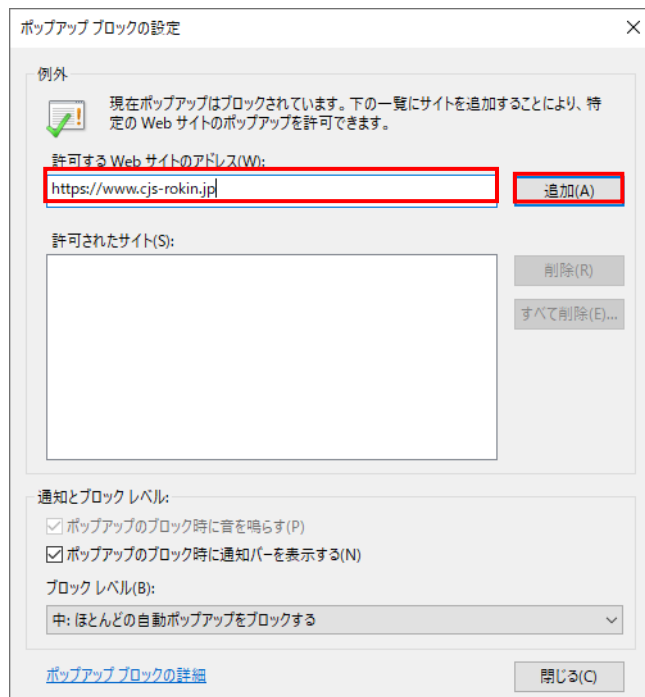 ポップアップ ブロックの設定
例外
現在ポップアップはブロックされています。下の一覧にサイトを追加することにより、特
定の Web サイトのポップアップを許可できます。
許可する Web サイトのアドレス(W):
https://www.cjs-rokin.jp
追加(A)
許可されたサイト(S):
削除(R)
すべて削除(E)...
通知とブロック レベル:
ポップアップのブロック時に音を鳴らす(P)
ポップアップのブロック時に通知バーを表示する(N)
ブロック レベル(B):
中: ほとんどの自動ポップアップをブロックする
ポップアップ ブロックの詳細
閉じる(C)